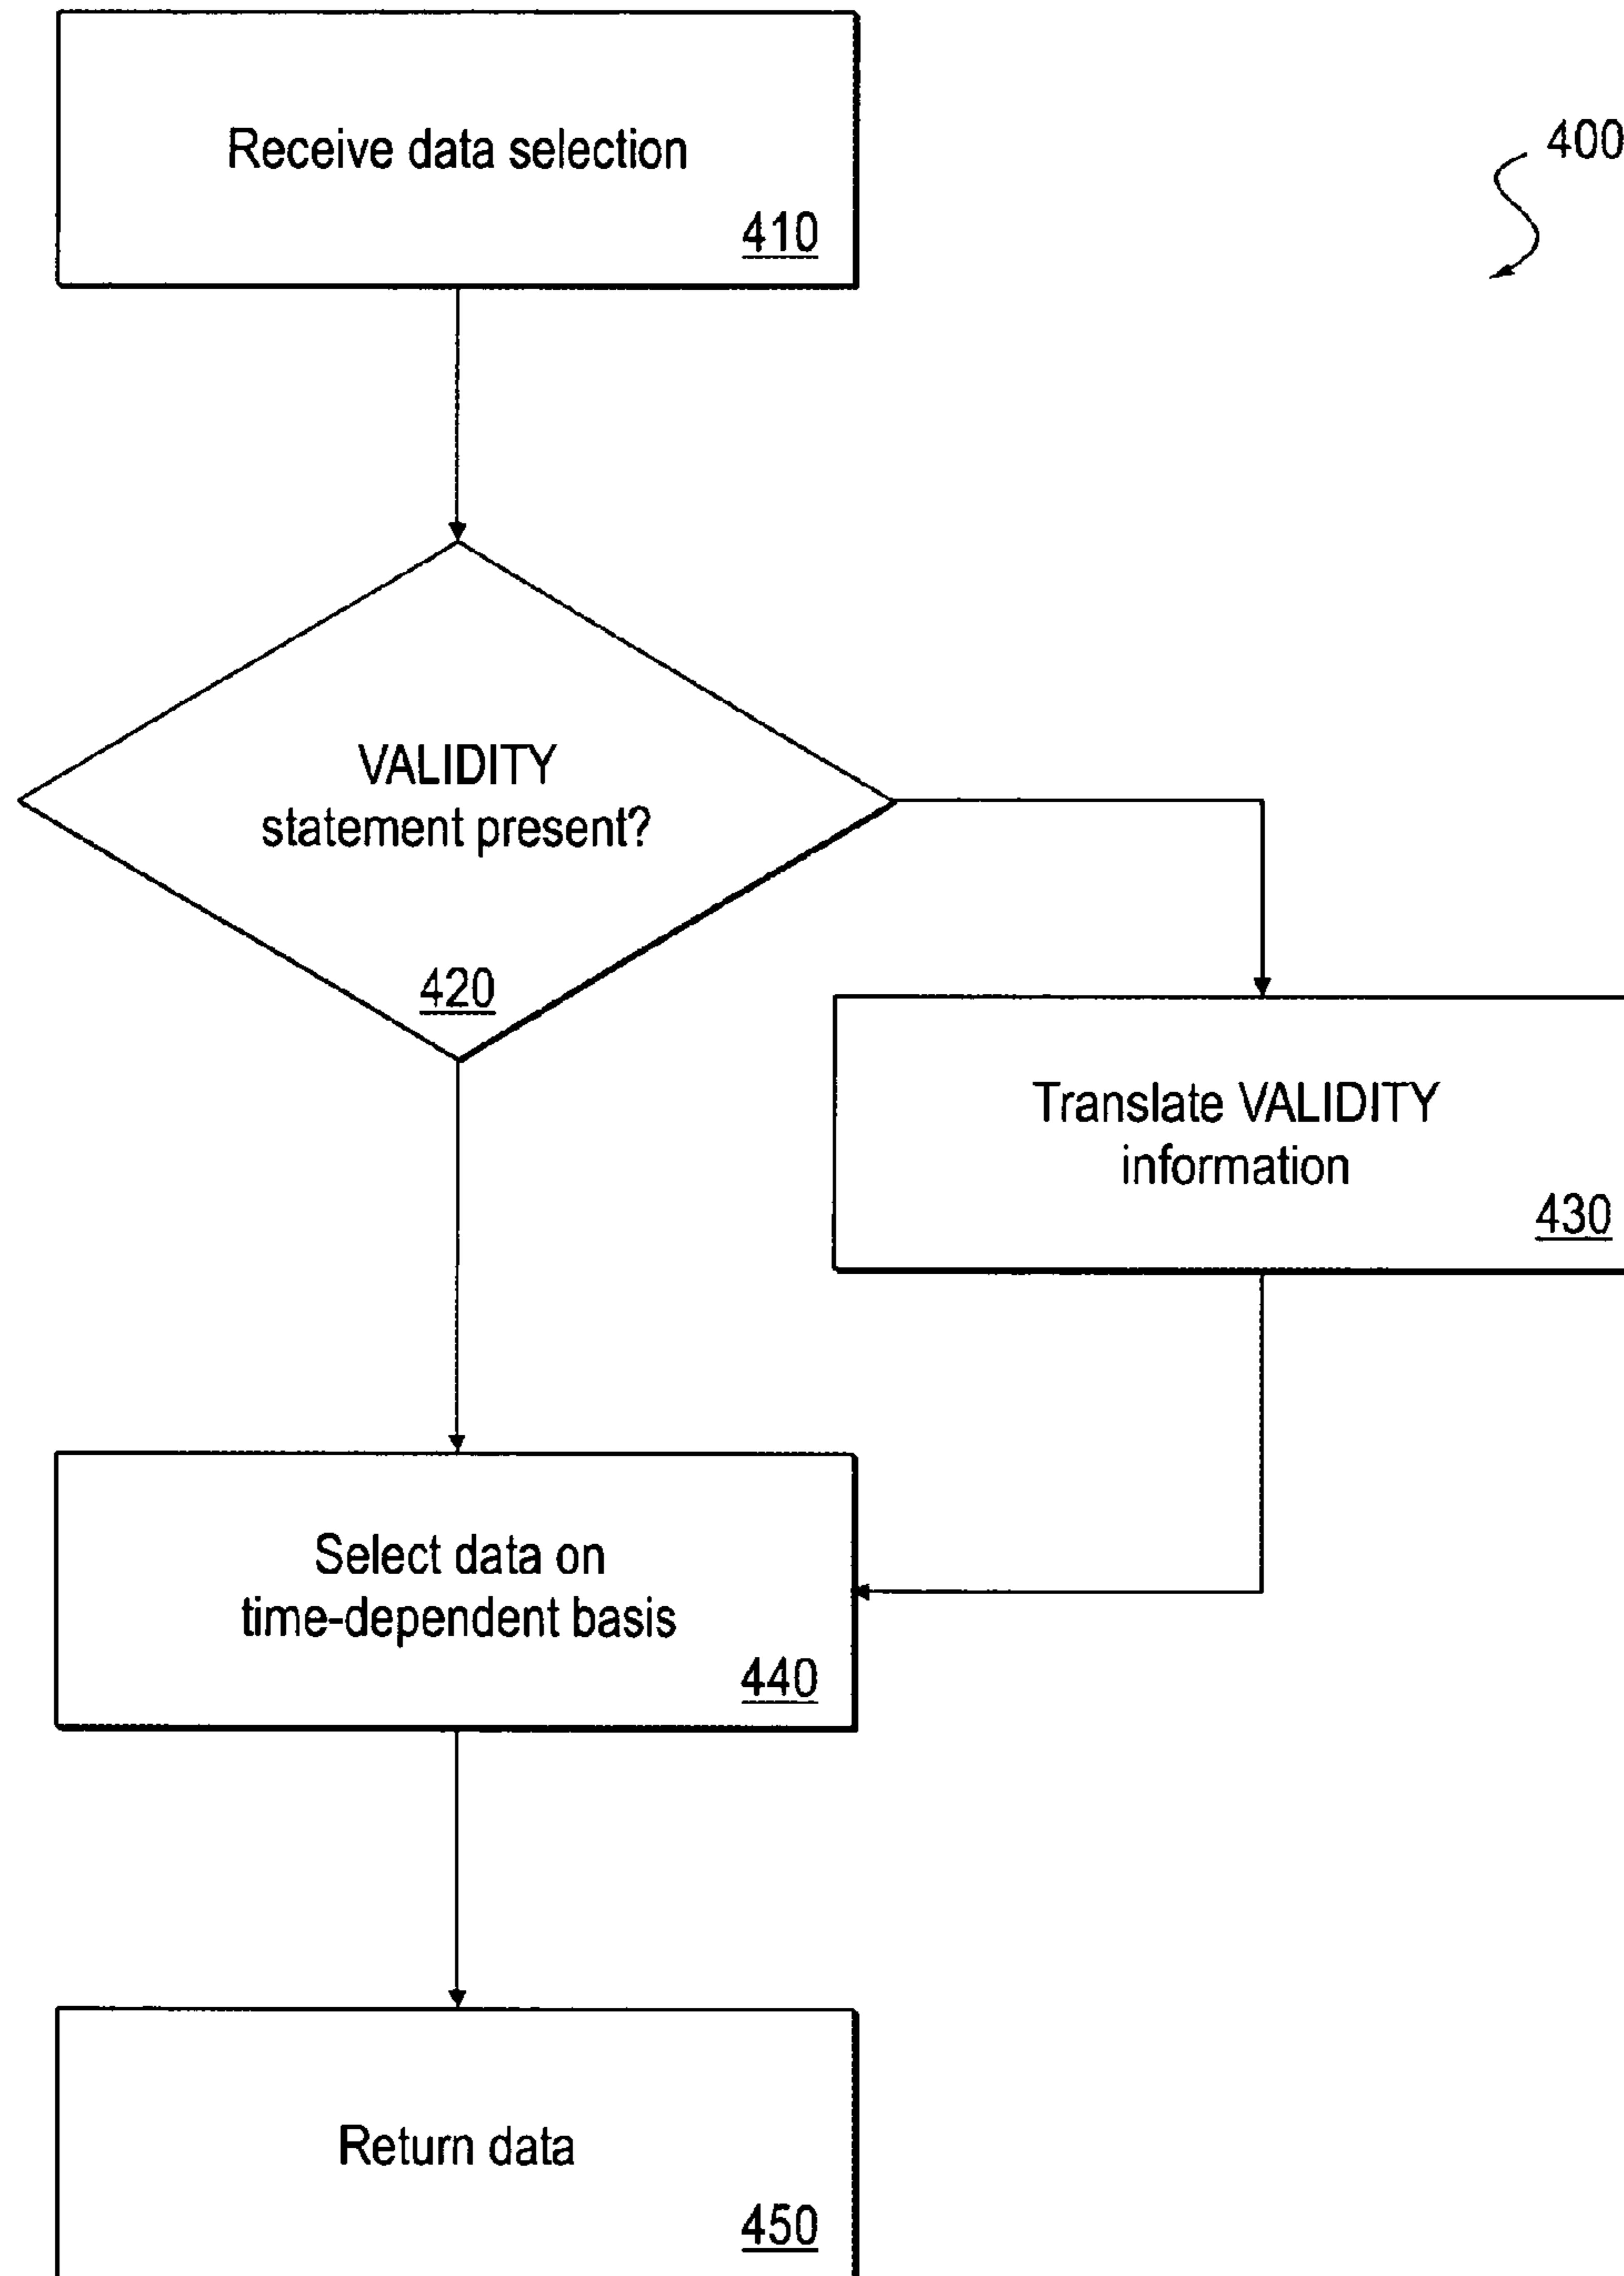 Receive data selection
410
400
VALIDITY
statement present?
420
Translate VALIDITY
information
430
Select data on
time-dependent basis
440
Return data
450